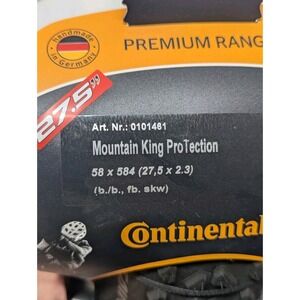 handmade
in Germany
PREMIUM RANG
27.5
Art. Nr.: 0101461
Mountain King ProTection
58 x 584 (27,5 x 2.3)
(b./b., fb. skw)
Continental